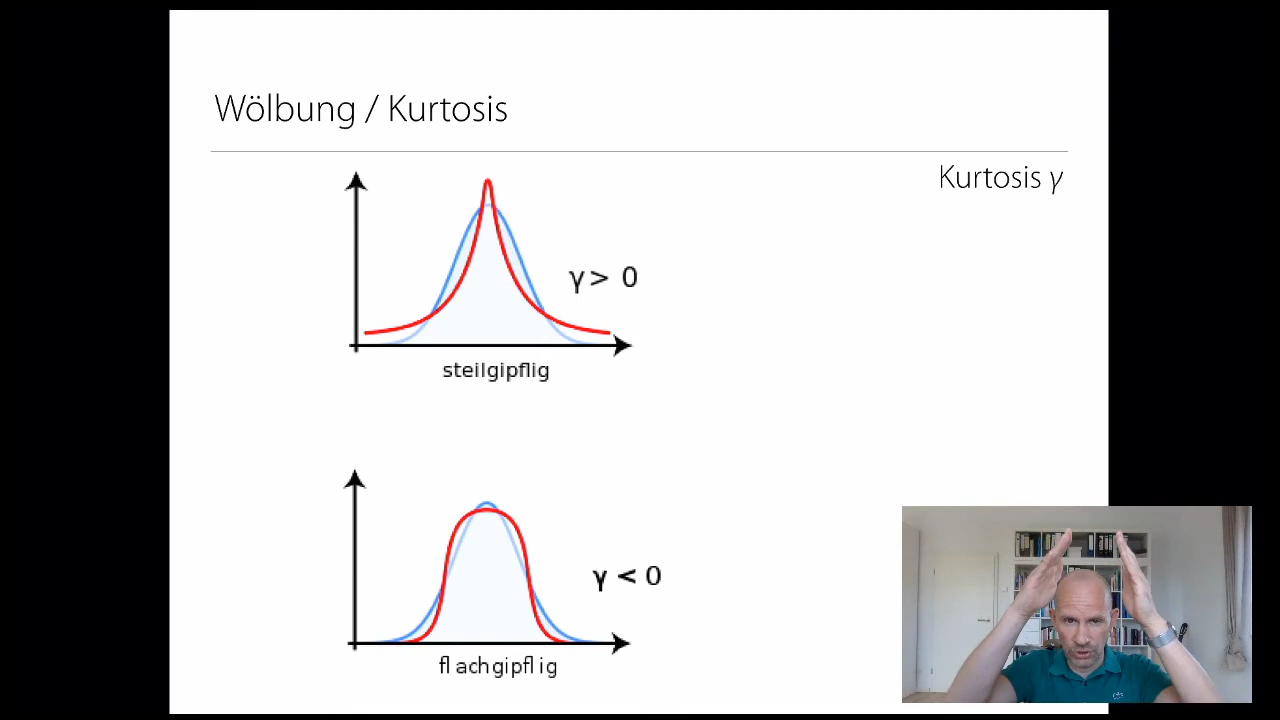 Wölbung / Kurtosis
Kurtosis γ
γ > 0
steilgipflig
γ < 0
flachgipflig